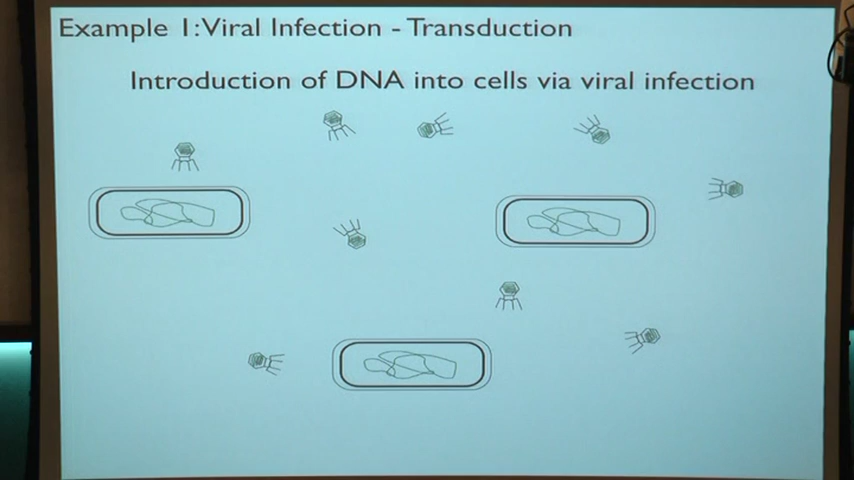 Example 1: Viral Infection - Transduction
Introduction of DNA into cells via viral infection